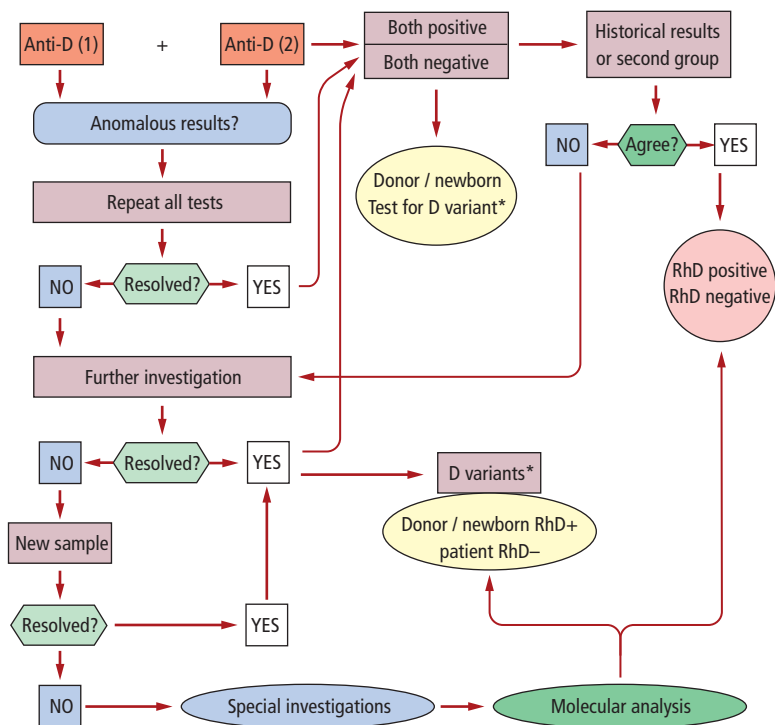 Anti-D (1)
+
Anti-D (2)
Both positive
Both negative
Historical results
or second group
Anomalous results?
NO
Agree?
YES
Donor / newborn
Test for D variant*
Repeat all tests
RhD positive
RhD negative
NO
Resolved?
YES
Further investigation
NO
Resolved?
YES
D variants*
Donor / newborn RhD+
patient RhD–
New sample
Resolved?
YES
NO
Special investigations
Molecular analysis